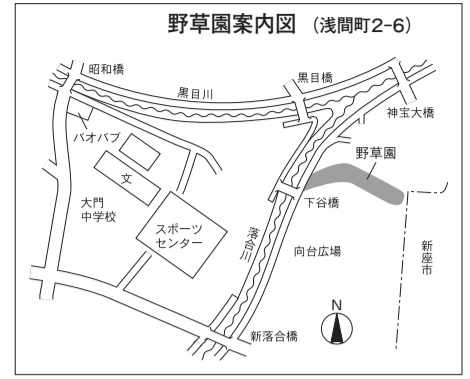 野草園案内図 (浅間町2-6)
昭和橋
黒目川
黒目橋
神宝大橋
バオバブ
野草園
文
大門
中学校
下谷橋
スポーツ
センター
落合川
向台広場
新座市
N
新落合橋